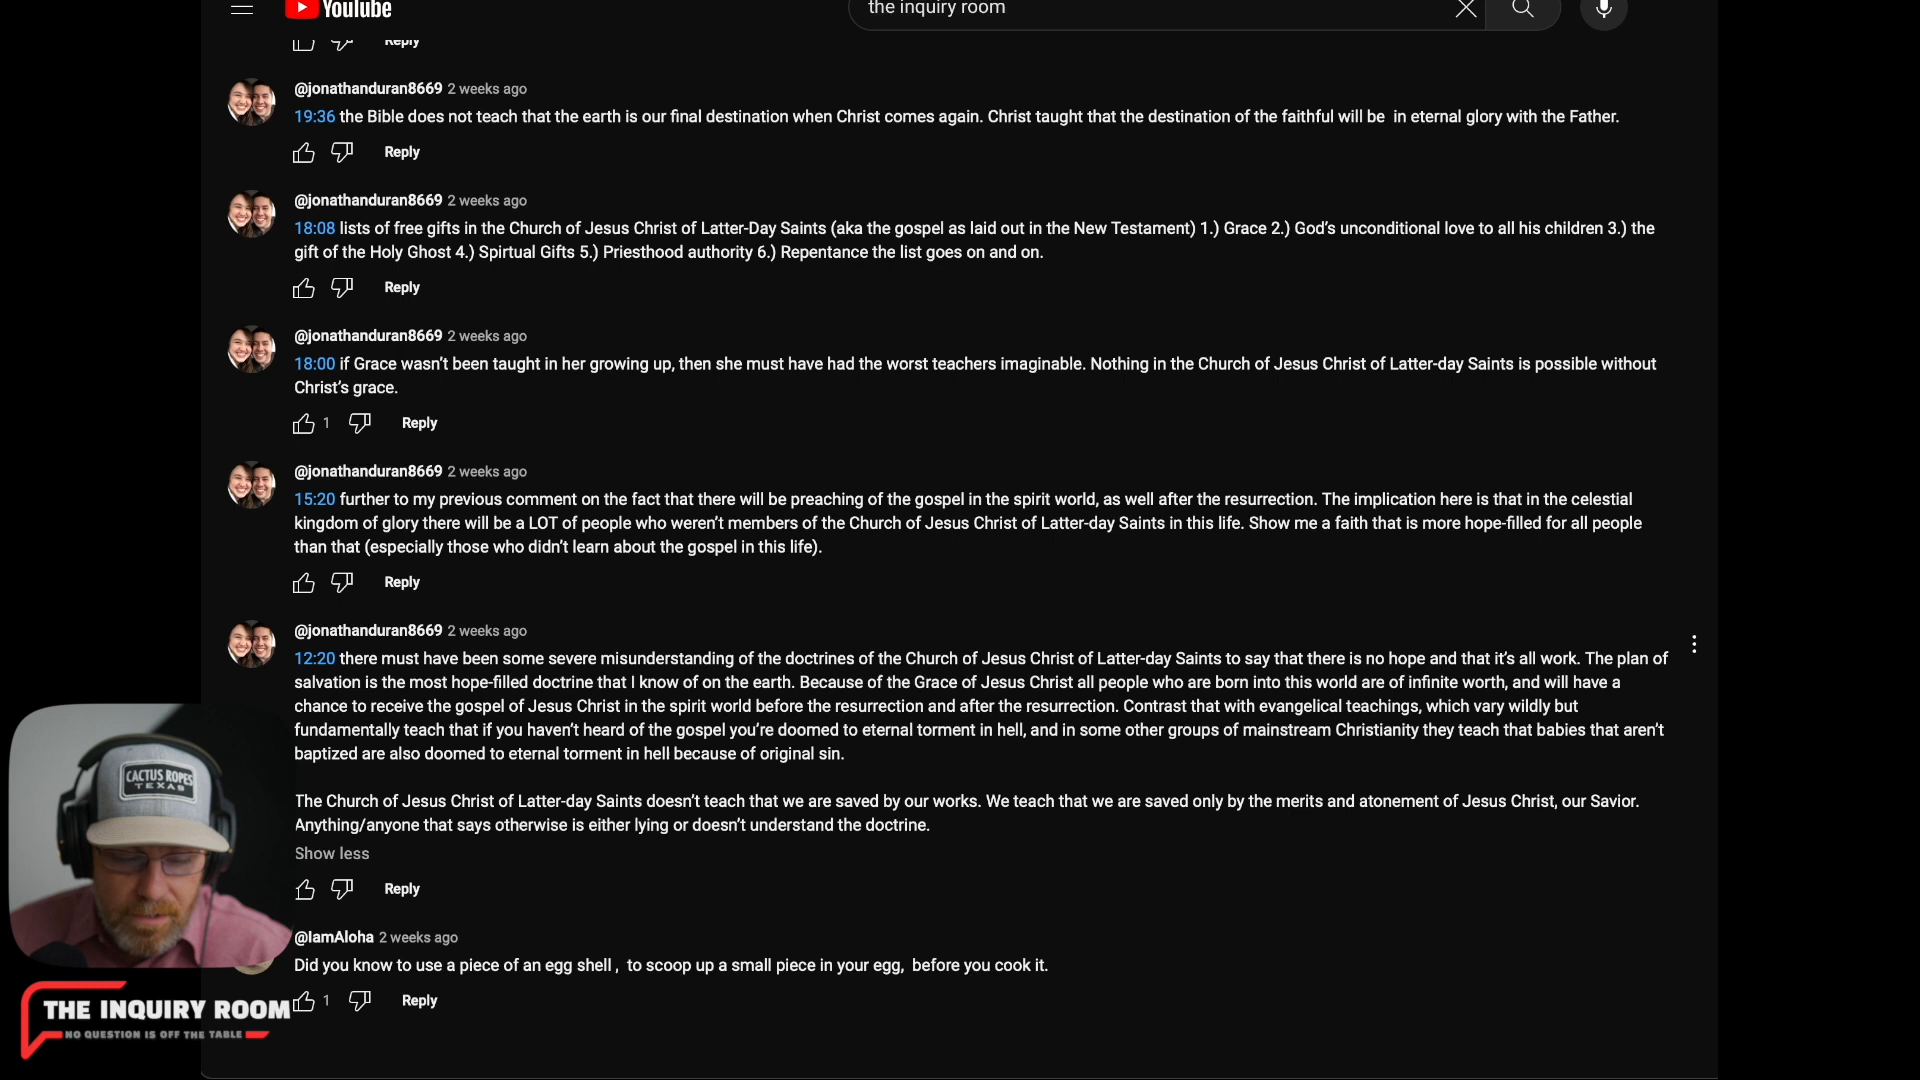 YouTube
the inquiry room
Reply
@jonathanduran8669 2 weeks ago
19:36 the Bible does not teach that the earth is our final destination when Christ comes again. Christ taught that the destination of the faithful will be in eternal glory with the Father.
Reply
@jonathanduran8669 2 weeks ago
18:08 lists of free gifts in the Church of Jesus Christ of Latter-Day Saints (aka the gospel as laid out in the New Testament) 1.) Grace 2.) God's unconditional love to all his children 3.) the
gift of the Holy Ghost 4.) Spirtual Gifts 5.) Priesthood authority 6.) Repentance the list goes on and on.
Reply
@jonathanduran8669 2 weeks ago
18:00 if Grace wasn't been taught in her growing up, then she must have had the worst teachers imaginable. Nothing in the Church of Jesus Christ of Latter-day Saints is possible without
Christ's grace.
1 Reply
@jonathanduran8669 2 weeks ago
15:20 further to my previous comment on the fact that there will be preaching of the gospel in the spirit world, as well after the resurrection. The implication here is that in the celestial
kingdom of glory there will be a LOT of people who weren't members of the Church of Jesus Christ of Latter-day Saints in this life. Show me a faith that is more hope-filled for all people
than that (especially those who didn't learn about the gospel in this life).
Reply
@jonathanduran8669 2 weeks ago
12:20 there must have been some severe misunderstanding of the doctrines of the Church of Jesus Christ of Latter-day Saints to say that there is no hope and that it's all work. The plan of
salvation is the most hope-filled doctrine that I know of on the earth. Because of the Grace of Jesus Christ all people who are born into this world are of infinite worth, and will have a
chance to receive the gospel of Jesus Christ in the spirit world before the resurrection and after the resurrection. Contrast that with evangelical teachings, which vary wildly but
fundamentally teach that if you haven't heard of the gospel you're doomed to eternal torment in hell, and in some other groups of mainstream Christianity they teach that babies that aren't
baptized are also doomed to eternal torment in hell because of original sin.
The Church of Jesus Christ of Latter-day Saints doesn't teach that we are saved by our works. We teach that we are saved only by the merits and atonement of Jesus Christ, our Savior.
Anything/anyone that says otherwise is either lying or doesn't understand the doctrine.
Show less
Reply
@IamAloha 2 weeks ago
Did you know to use a piece of an egg shell , to scoop up a small piece in your egg, before you cook it.
1 Reply
CACTUS ROPES
TEXAS
THE INQUIRY ROOM
NO QUESTION IS OFF THE TABLE